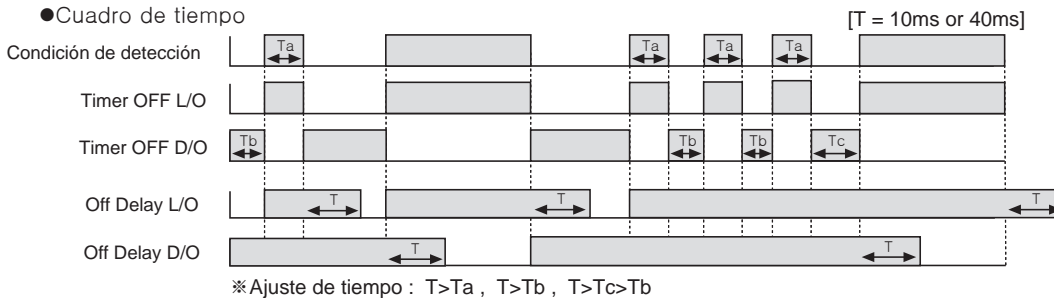 ●Cuadro de tiempo
[T = 10ms or 40ms]
Condición de detección
Ta
Ta
Ta
Ta
Timer OFF L/O
Timer OFF D/O
Tb
Tb
Tb
Tc
Off Delay L/O
T
T
T
Off Delay D/O
T
T
※Ajuste de tiempo : T>Ta , T>Tb , T>Tc>Tb